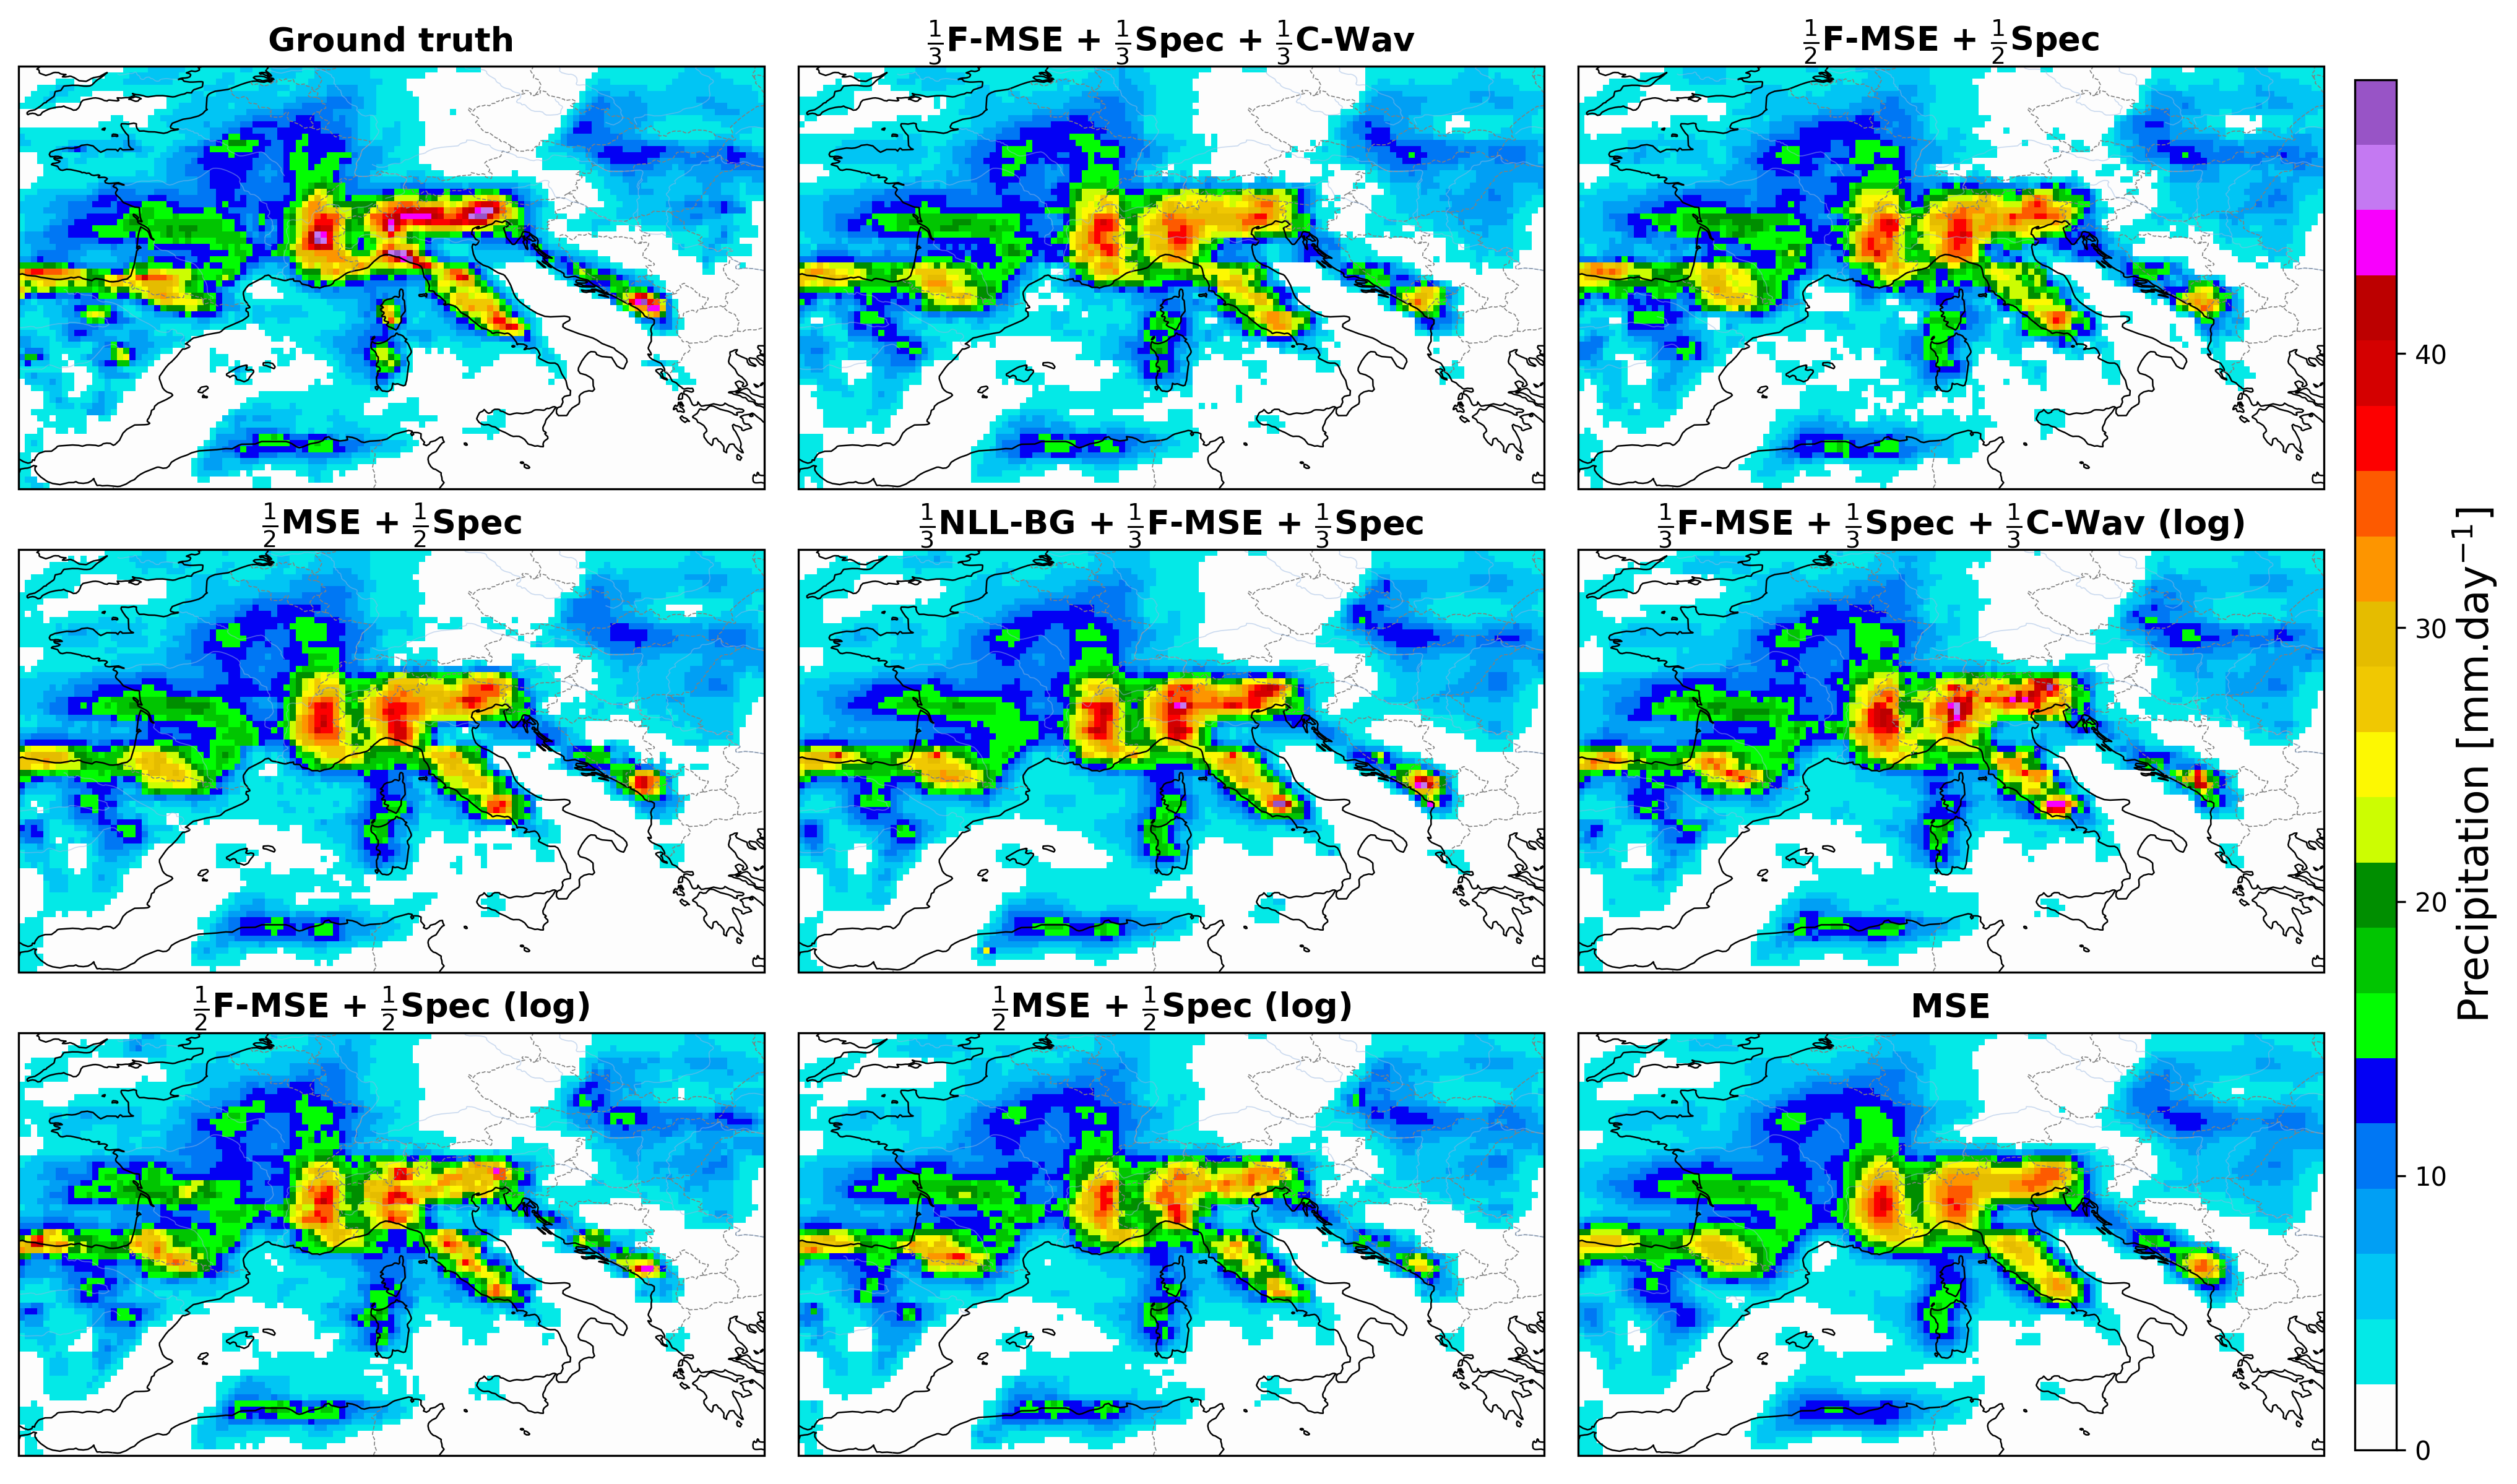 Ground truth
1/3F-MSE + 1/3Spec + 1/3C-Wav
1/2F-MSE + 1/2Spec
1/2MSE + 1/2Spec
1/3NLL-BG + 1/3F-MSE + 1/3Spec
1/3F-MSE + 1/3Spec + 1/3C-Wav (log)
1/2F-MSE + 1/2Spec (log)
1/2MSE + 1/2Spec (log)
MSE
40
30
20
10
0
Precipitation [mm.day⁻¹]